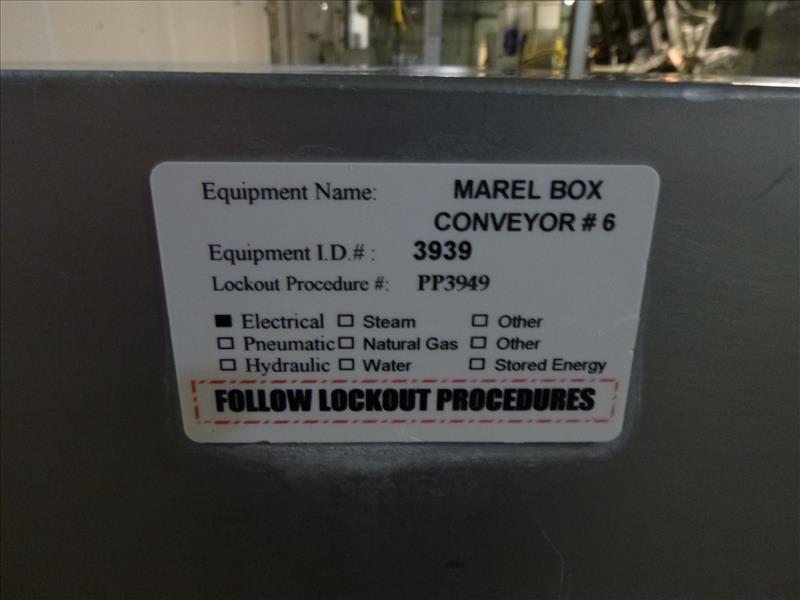 Equipment Name: MAREL BOX
CONVEYOR # 6
Equipment I.D.# : 3939
Lockout Procedure #: PP3949
■ Electrical ☐ Steam ☐ Other
☐ Pneumatic ☐ Natural Gas ☐ Other
☐ Hydraulic ☐ Water ☐ Stored Energy
FOLLOW LOCKOUT PROCEDURES